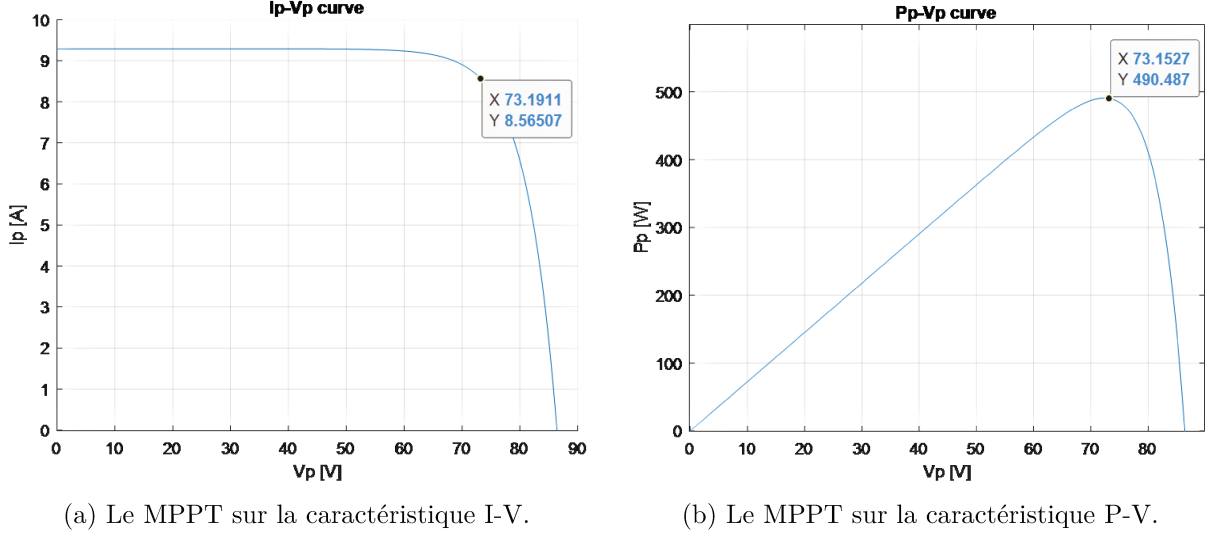 Ip-Vp curve
10
9
8
7
6
5
4
3
2
1
0
Ip [A]
X 73.1911
Y 8.56507
0 10 20 30 40 50 60 70 80 90
Vp [V]
(a) Le MPPT sur la caractéristique I-V.
Pp-Vp curve
500
400
300
200
100
0
Pp [W]
X 73.1527
Y 490.487
0 10 20 30 40 50 60 70 80
Vp [V]
(b) Le MPPT sur la caractéristique P-V.